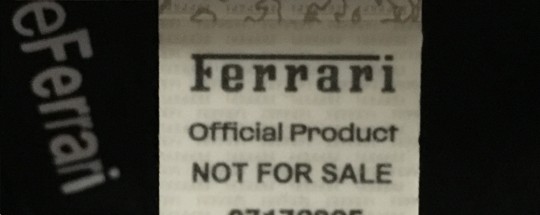 eFerrari
Ferrari
Official Product
NOT FOR SALE